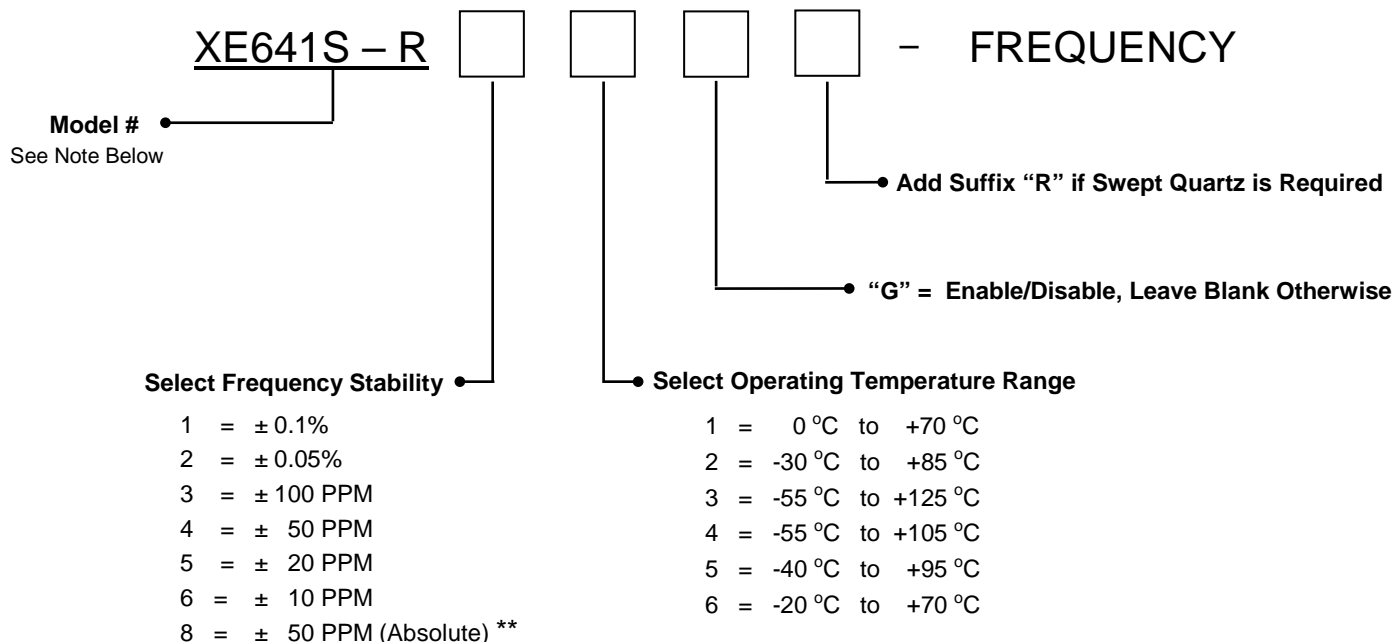 XE641S – R – FREQUENCY
Model #
See Note Below
Add Suffix “R” if Swept Quartz is Required
“G” = Enable/Disable, Leave Blank Otherwise
Select Frequency Stability
1 = ± 0.1%
2 = ± 0.05%
3 = ± 100 PPM
4 = ± 50 PPM
5 = ± 20 PPM
6 = ± 10 PPM
8 = ± 50 PPM (Absolute) **
Select Operating Temperature Range
1 = 0 °C to +70 °C
2 = -30 °C to +85 °C
3 = -55 °C to +125 °C
4 = -55 °C to +105 °C
5 = -40 °C to +95 °C
6 = -20 °C to +70 °C